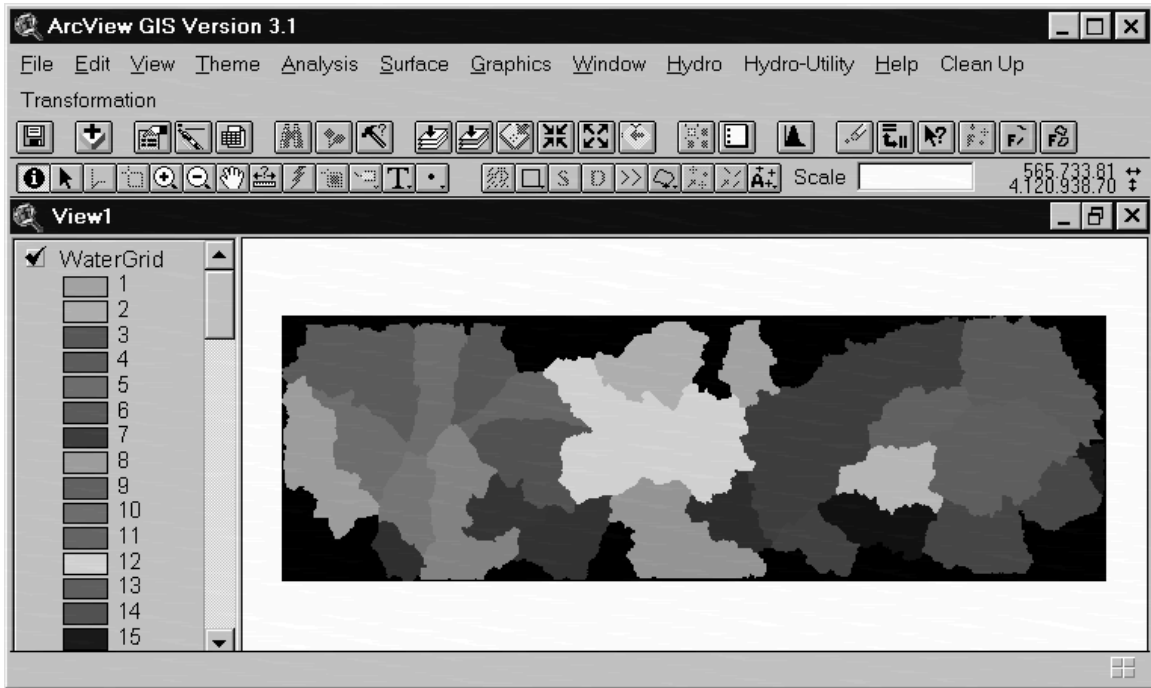 ArcView GIS Version 3.1
File Edit View Theme Analysis Surface Graphics Window Hydro Hydro-Utility Help Clean Up
Transformation
T Scale 565.733.81
4.120.938.70
View1
WaterGrid
1
2
3
4
5
6
7
8
9
10
11
12
13
14
15